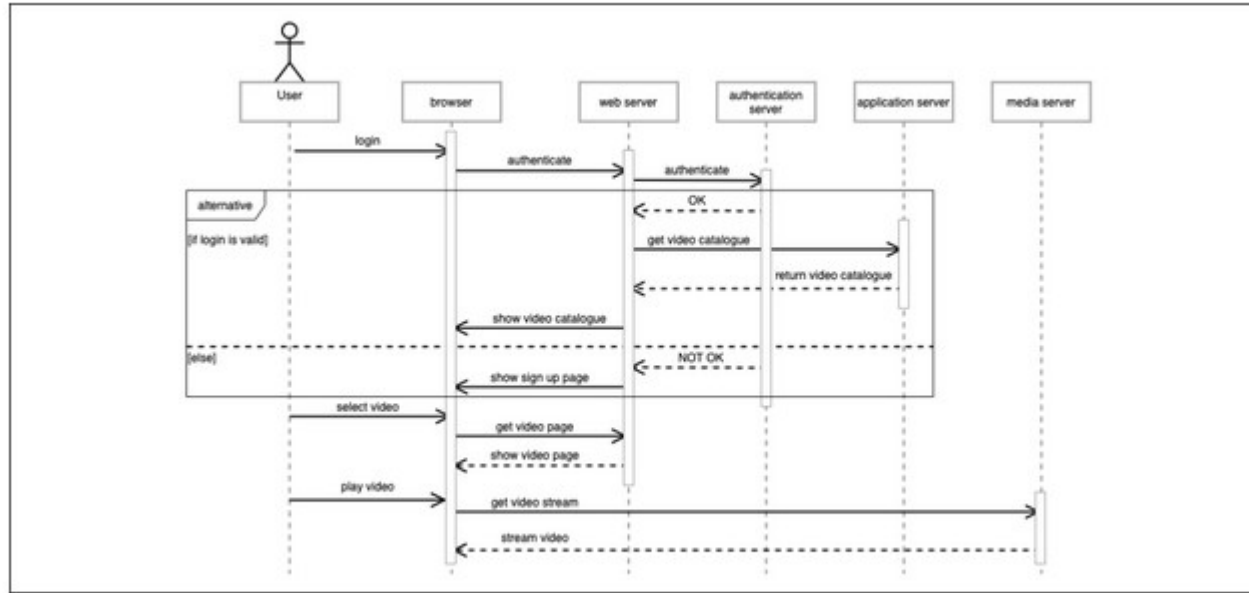 User
browser
web server
authentication
server
application server
media server
login
authenticate
authenticate
alternative
OK
[if login is valid]
get video catalogue
return video catalogue
show video catalogue
[else]
NOT OK
show sign up page
select video
get video page
show video page
play video
get video stream
stream video